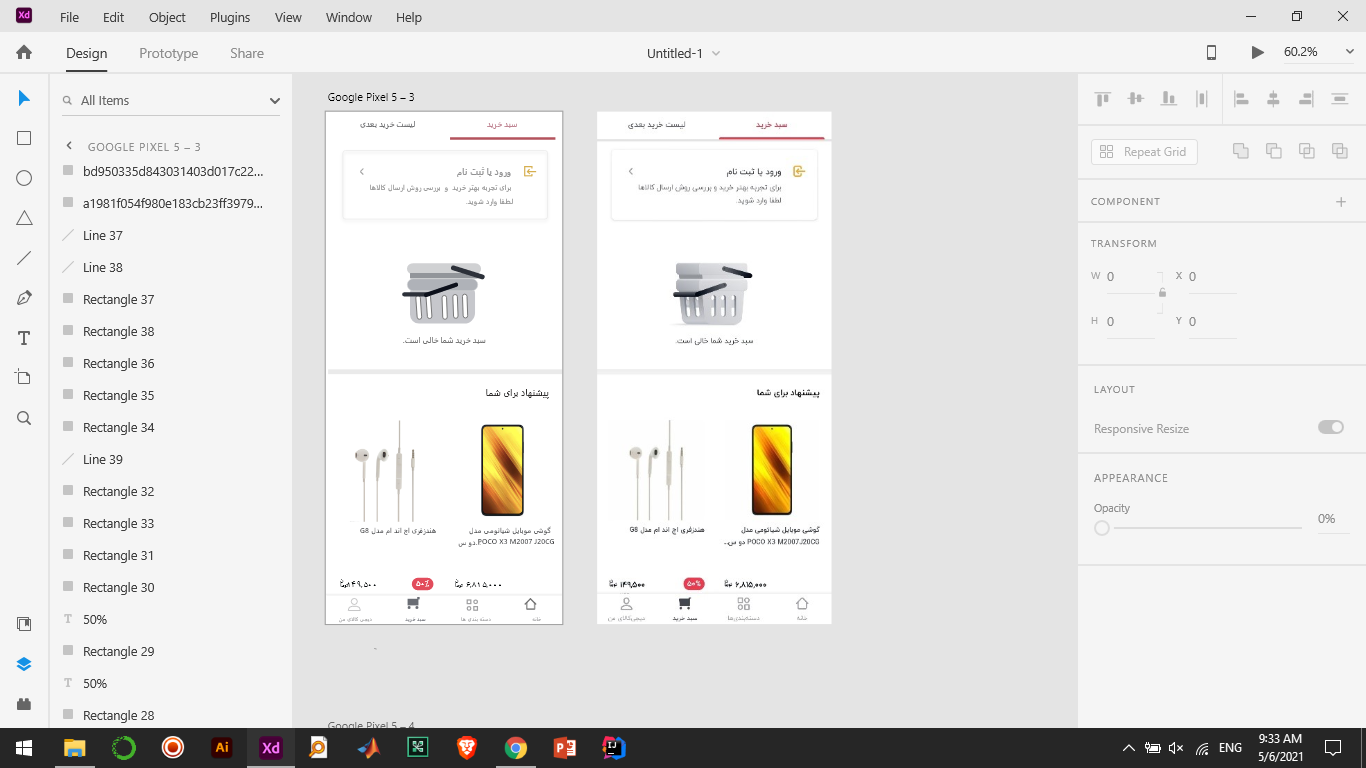 Xd
File Edit Object Plugins View Window Help
Design Prototype Share
Untitled-1
60.2%
All Items
GOOGLE PIXEL 5 – 3
bd950335d843031403d017c22...
a1981f054f980e183cb23ff3979...
Line 37
Line 38
Rectangle 37
Rectangle 38
Rectangle 36
Rectangle 35
Rectangle 34
Line 39
Rectangle 32
Rectangle 33
Rectangle 31
Rectangle 30
50%
Rectangle 29
50%
Rectangle 28
Google Pixel 5 – 3
سبد خرید
لیست خرید بعدی
ورود یا ثبت نام
برای تجربه بهتر خرید و بررسی روش ارسال کالاها
لطفا وارد شوید.
سبد خرید شما خالی است.
پیشنهاد برای شما
گوشی موبایل شیائومی مدل
POCO X3 M2007J20CG دو س
هندزفری اچ اند ام مدل G8
۶,۸۱۵,۰۰۰
۵۰٪
۱۴۹,۵۰۰
خانه
دسته بندی ها
سبد خرید
دیجی کالای من
سبد خرید
لیست خرید بعدی
ورود یا ثبت نام
برای تجربه بهتر خرید و بررسی روش ارسال کالاها
لطفا وارد شوید.
سبد خرید شما خالی است.
پیشنهاد برای شما
گوشی موبایل شیائومی مدل
POCO X3 M2007J20CG دو س...
هندزفری اچ اند ام مدل G8
۶,۸۱۵,۰۰۰
۵۰%
۱۴۹,۵۰۰
خانه
دسته‌بندی‌ها
سبد خرید
دیجی‌کالای من
Google Pixel 5 – 4
Repeat Grid
COMPONENT
TRANSFORM
W 0 X 0
H 0 Y 0
LAYOUT
Responsive Resize
APPEARANCE
Opacity
0%
Ai
Xd
ENG
9:33 AM
5/6/2021